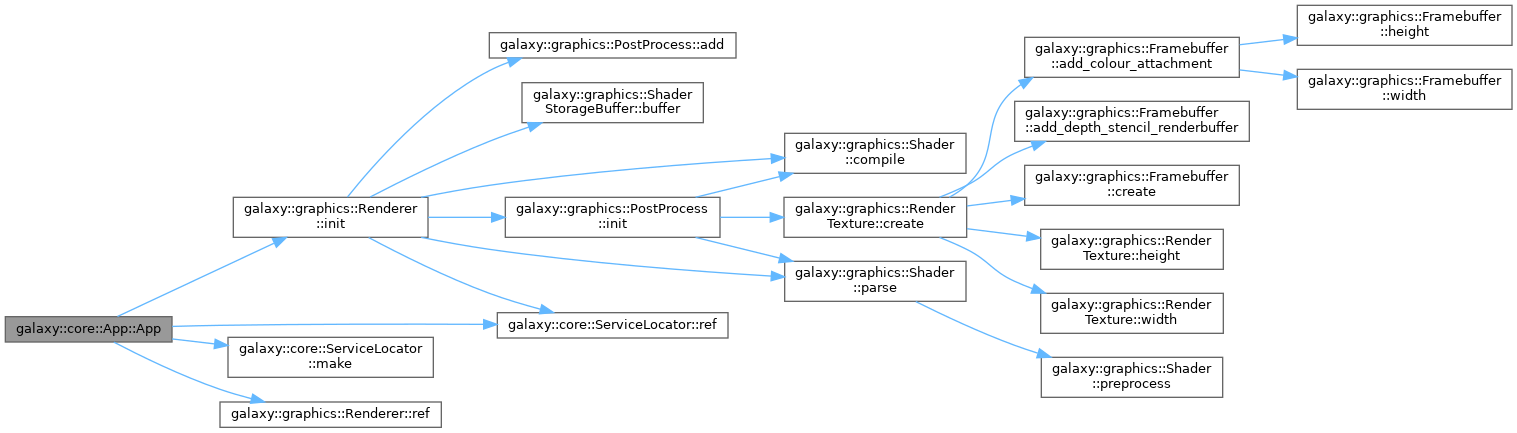 galaxy::core::App::App
galaxy::graphics::Renderer
::init
galaxy::core::ServiceLocator
::make
galaxy::graphics::Renderer::ref
galaxy::graphics::PostProcess::add
galaxy::graphics::Shader
StorageBuffer::buffer
galaxy::graphics::PostProcess
::init
galaxy::core::ServiceLocator::ref
galaxy::graphics::Shader
::compile
galaxy::graphics::Render
Texture::create
galaxy::graphics::Shader
::parse
galaxy::graphics::Framebuffer
::add_colour_attachment
galaxy::graphics::Framebuffer
::add_depth_stencil_renderbuffer
galaxy::graphics::Framebuffer
::create
galaxy::graphics::Render
Texture::height
galaxy::graphics::Render
Texture::width
galaxy::graphics::Shader
::preprocess
galaxy::graphics::Framebuffer
::height
galaxy::graphics::Framebuffer
::width